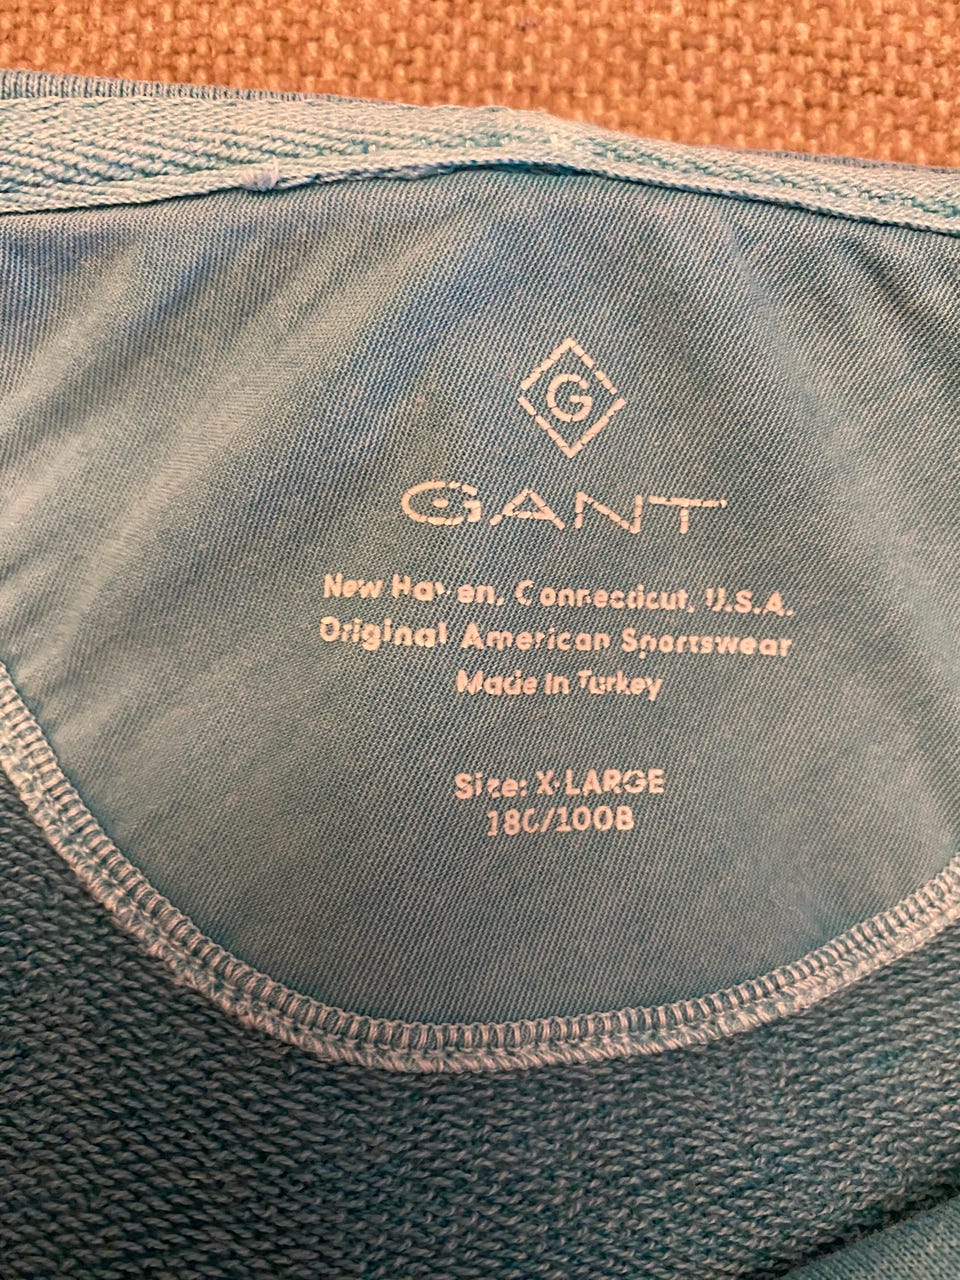 G
GANT
New Haven, Connecticut, U.S.A.
Original American Sportswear
Made In Turkey
Size: X-LARGE
180/100B